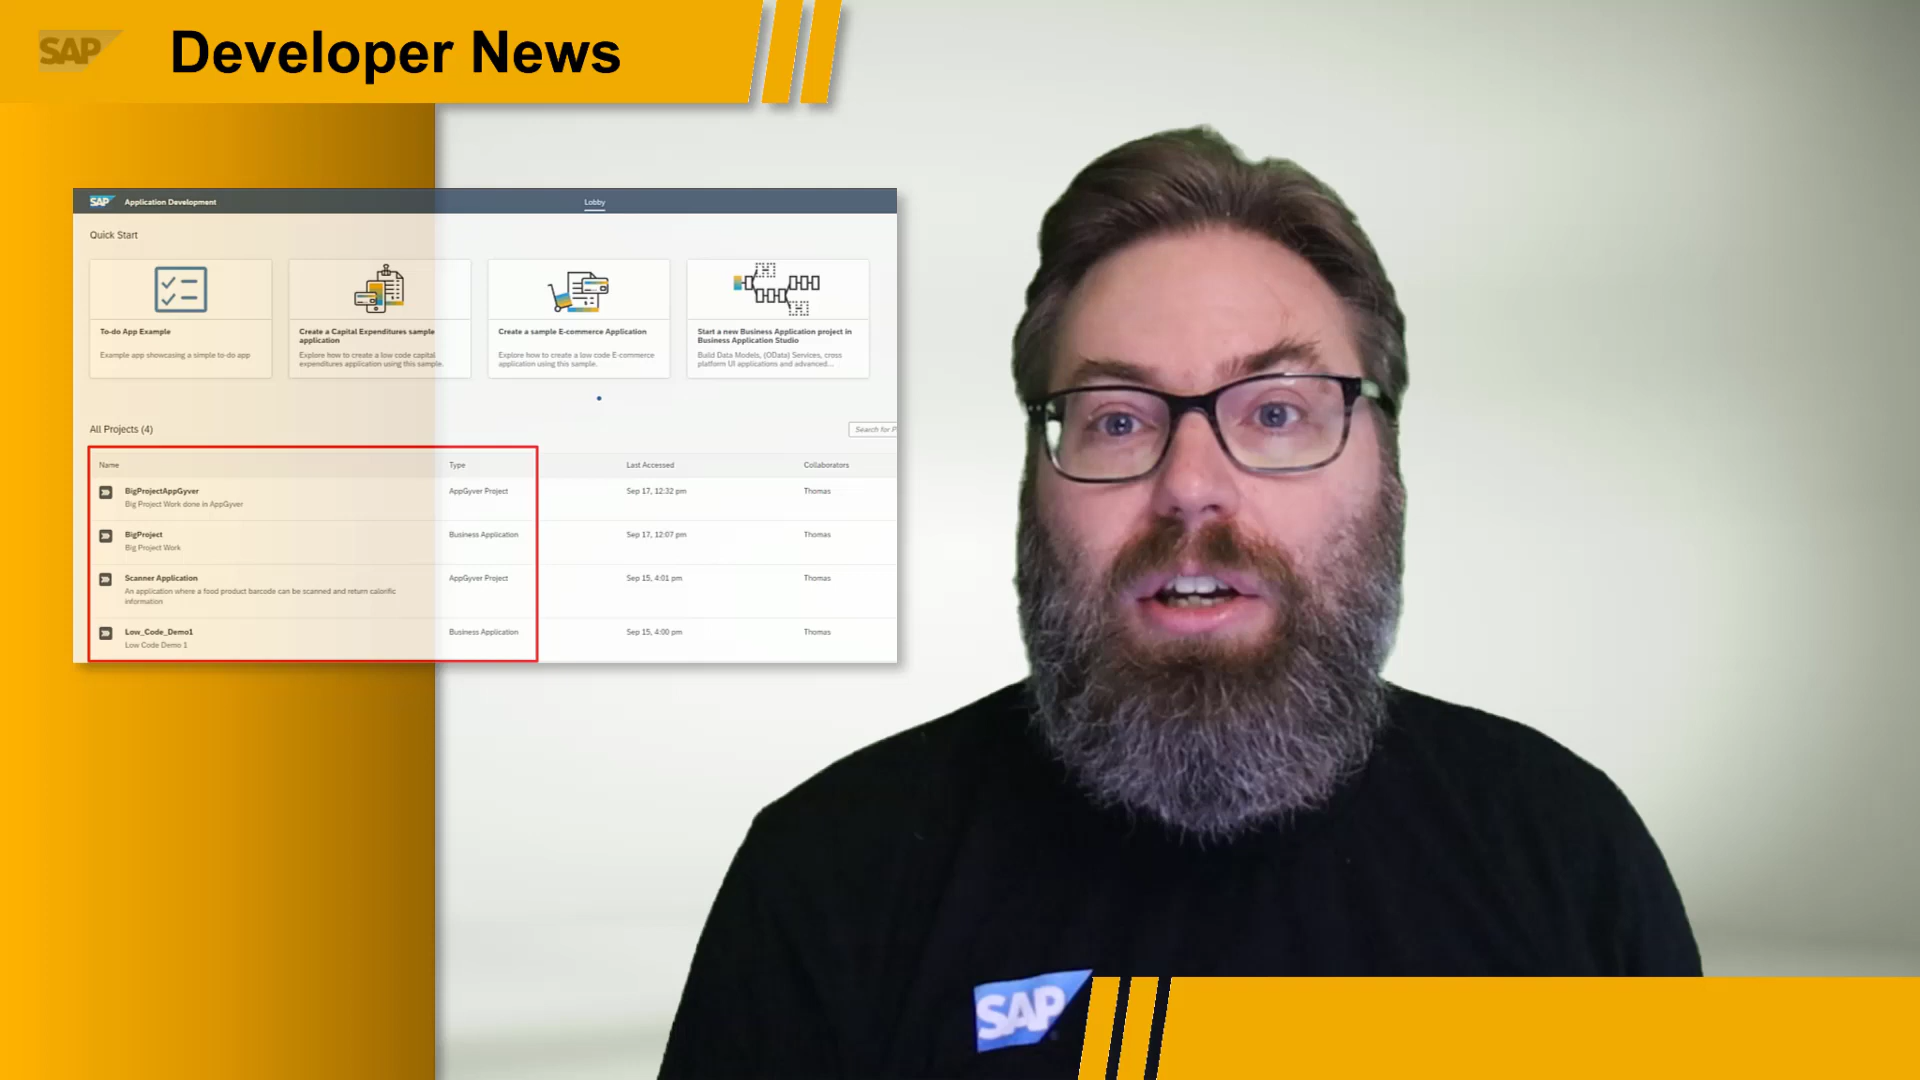 SAP Developer News
SAP Application Development Lobby
Quick Start
To-do App Example
Example app showcasing a simple to-do app
Create a Capital Expenditures sample
application
Explore how to create a low code capital
expenditures application using this sample.
Create a sample E-commerce Application
Explore how to create a low code E-commerce
application using this sample.
Start a new Business Application project in
Business Application Studio
Build Data Models, (OData) Services, cross
platform UI applications and advanced...
All Projects (4)
Search for P
Name Type Last Accessed Collaborators
BigProjectAppGyver AppGyver Project Sep 17, 12:32 pm Thomas
Big Project Work done in AppGyver
BigProject Business Application Sep 17, 12:07 pm Thomas
Big Project Work
Scanner Application AppGyver Project Sep 15, 4:01 pm Thomas
An application where a food product barcode can be scanned and return calorific
information
Low_Code_Demo1 Business Application Sep 15, 4:00 pm Thomas
Low Code Demo 1
SAP